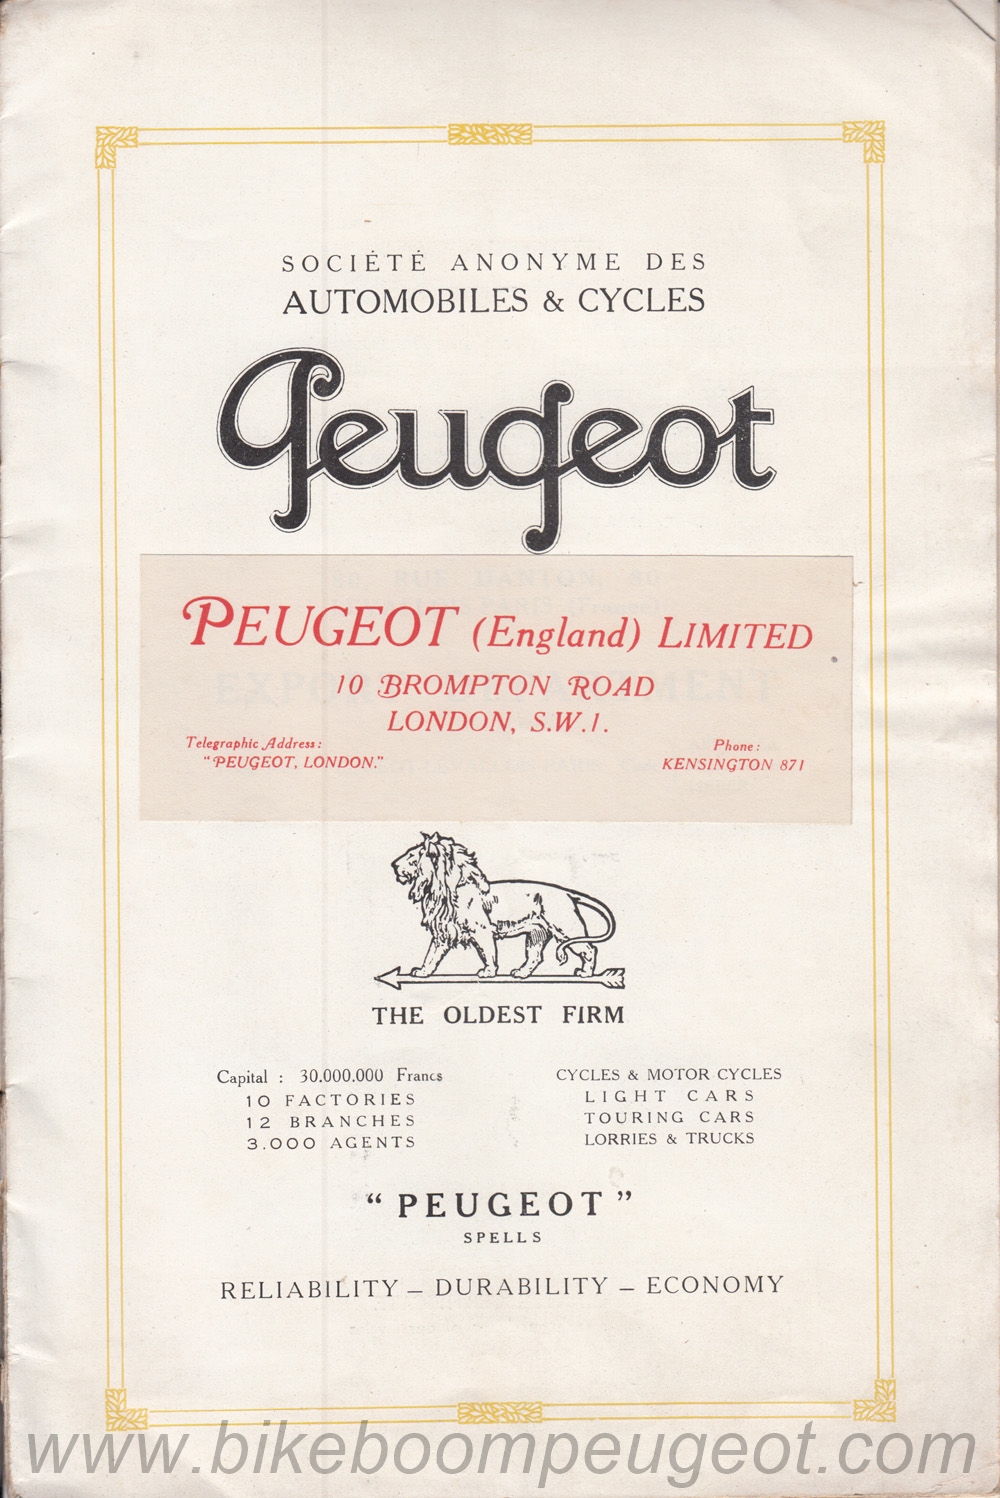 SOCIÉTÉ ANONYME DES
AUTOMOBILES & CYCLES
Peugeot
PEUGEOT (England) LIMITED
10 BROMPTON ROAD
LONDON, S.W.1.
Telegraphic Address:
"PEUGEOT, LONDON."
Phone:
KENSINGTON 871
THE OLDEST FIRM
Capital : 30.000.000 Francs
10 FACTORIES
12 BRANCHES
3.000 AGENTS
CYCLES & MOTOR CYCLES
LIGHT CARS
TOURING CARS
LORRIES & TRUCKS
“ PEUGEOT ”
SPELLS
RELIABILITY – DURABILITY – ECONOMY
www.bikeboompeugeot.com